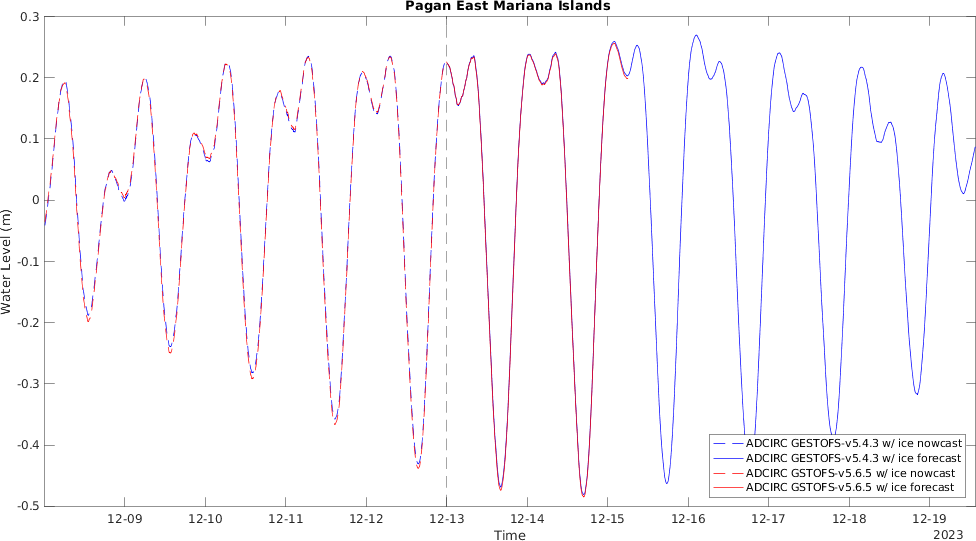 Pagan East Mariana Islands
0.3
0.2
0.1
0
-0.1
-0.2
-0.3
-0.4
-0.5
Water Level (m)
12-09 12-10 12-11 12-12 12-13 12-14 12-15 12-16 12-17 12-18 12-19
Time
2023
ADCIRC GESTOFS-v5.4.3 w/ ice nowcast
ADCIRC GESTOFS-v5.4.3 w/ ice forecast
ADCIRC GSTOFS-v5.6.5 w/ ice nowcast
ADCIRC GSTOFS-v5.6.5 w/ ice forecast